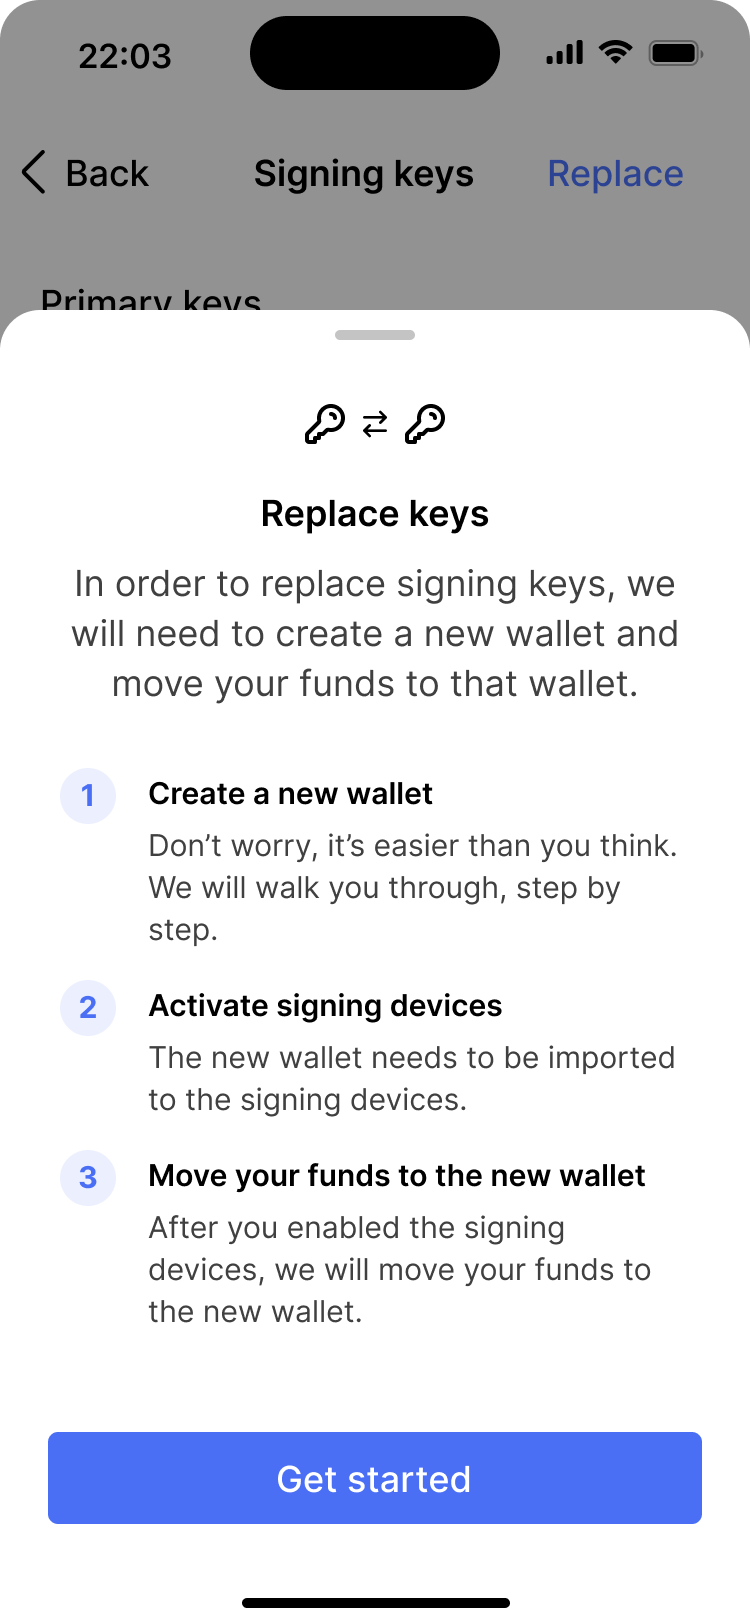 22:03
Back
Signing keys
Replace
Primary keys
Replace keys
In order to replace signing keys, we
will need to create a new wallet and
move your funds to that wallet.
1
Create a new wallet
Don’t worry, it’s easier than you think.
We will walk you through, step by
step.
2
Activate signing devices
The new wallet needs to be imported
to the signing devices.
3
Move your funds to the new wallet
After you enabled the signing
devices, we will move your funds to
the new wallet.
Get started